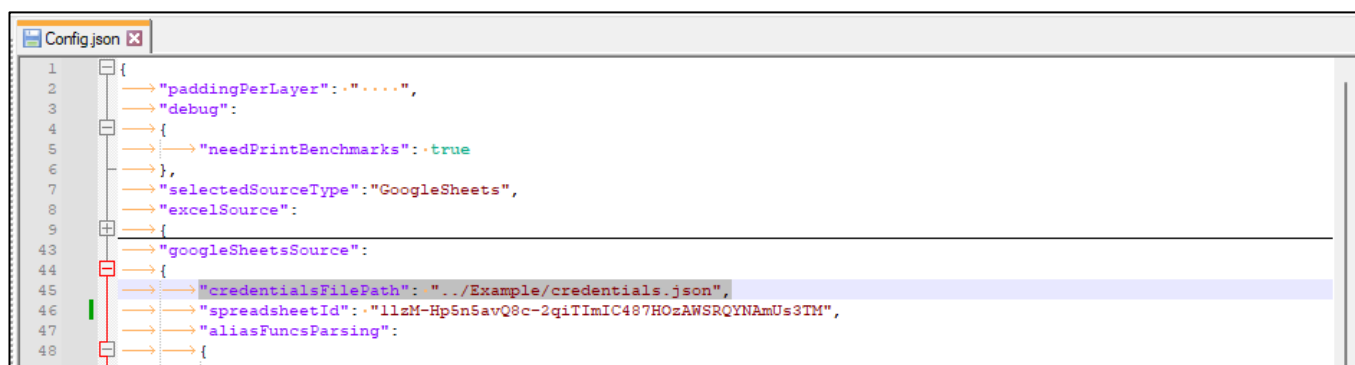 Config.json
1 {
2 "paddingPerLayer": "····",
3 "debug":
4 {
5 "needPrintBenchmarks": true
6 },
7 "selectedSourceType":"GoogleSheets",
8 "excelSource":
9 {
43 "googleSheetsSource":
44 {
45 "credentialsFilePath": "../Example/credentials.json",
46 "spreadsheetId": "1lzM-Hp5n5avQ8c-2qiTImIC487HOzAWSRQYNAmUs3TM",
47 "aliasFuncsParsing":
48 {